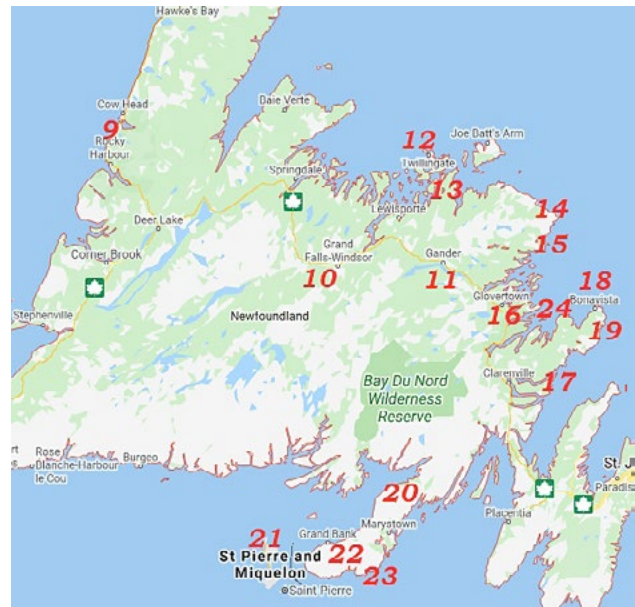 Hawke's Bay
Cow Head
Daie Verte
9
Rocky
Harbour
12
Joe Batt's Arm
Twillingate
Springdale
13
Lewisporte
14
Deer Lake
15
Grand
Falls-Windsor
Gander
Corner Brook
10
11
18
Glovertown
24
Bonavista
16
Stephenville
Newfoundland
19
Clarenville
17
Bay Du Nord
Wilderness
Reserve
rt
Rose
Blanche-Harbour
le Cou
Burgeo
St. J
Paradis
20
Placentia
Marystown
21
Grand Bank
St Pierre and
Miquelon
22
23
Saint Pierre